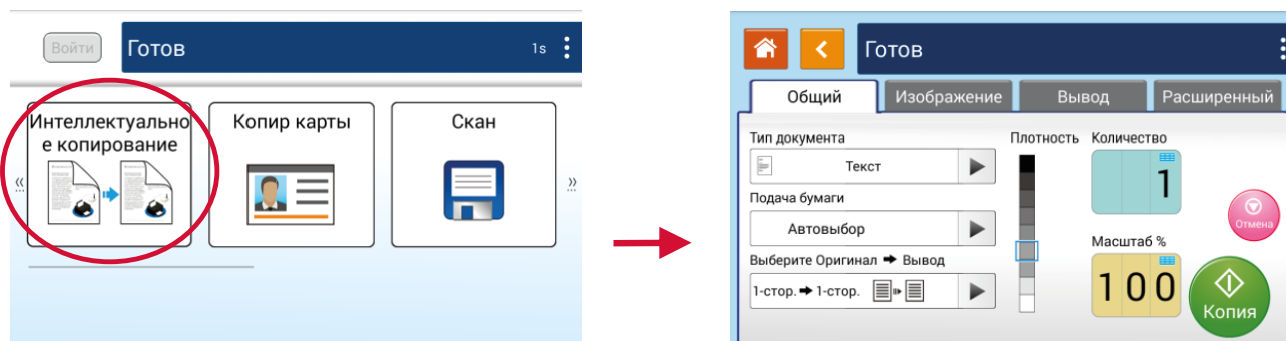 Войти
Готов
1s
Интеллектуально
е копирование
Копир карты
Скан
Готов
Общий
Изображение
Вывод
Расширенный
Тип документа
Текст
Подача бумаги
Автовыбор
Выберите Оригинал ➡ Вывод
1-стор. ➡ 1-стор.
Плотность
Количество
1
Масштаб %
100
Отмена
Копия